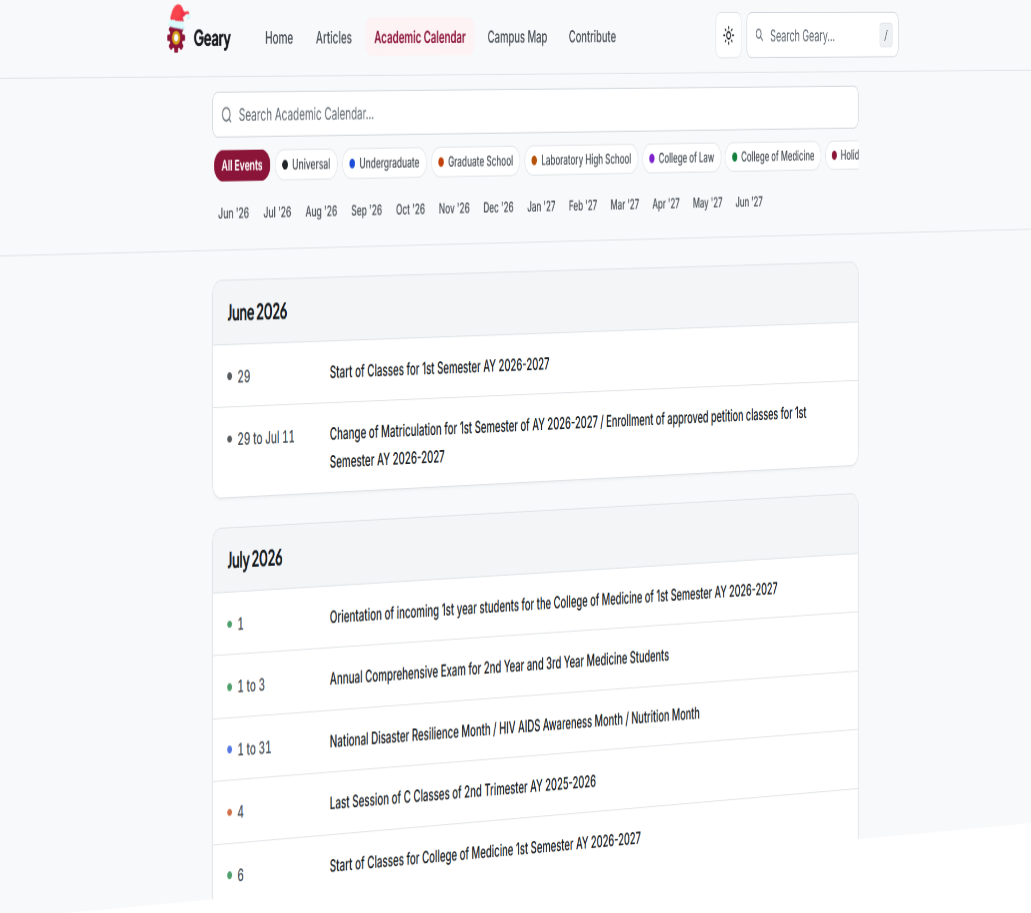 Geary
Home Articles Academic Calendar Campus Map Contribute
Search Geary... /
Search Academic Calendar...
All Events Universal Undergraduate Graduate School Laboratory High School College of Law College of Medicine Holid
Jun '26 Jul '26 Aug '26 Sep '26 Oct '26 Nov '26 Dec '26 Jan '27 Feb '27 Mar '27 Apr '27 May '27 Jun '27
June 2026
29 Start of Classes for 1st Semester AY 2026-2027
29 to Jul 11 Change of Matriculation for 1st Semester of AY 2026-2027 / Enrollment of approved petition classes for 1st
Semester AY 2026-2027
July 2026
1 Orientation of incoming 1st year students for the College of Medicine of 1st Semester AY 2026-2027
1 to 3 Annual Comprehensive Exam for 2nd Year and 3rd Year Medicine Students
1 to 31 National Disaster Resilience Month / HIV AIDS Awareness Month / Nutrition Month
4 Last Session of C Classes of 2nd Trimester AY 2025-2026
6 Start of Classes for College of Medicine 1st Semester AY 2026-2027